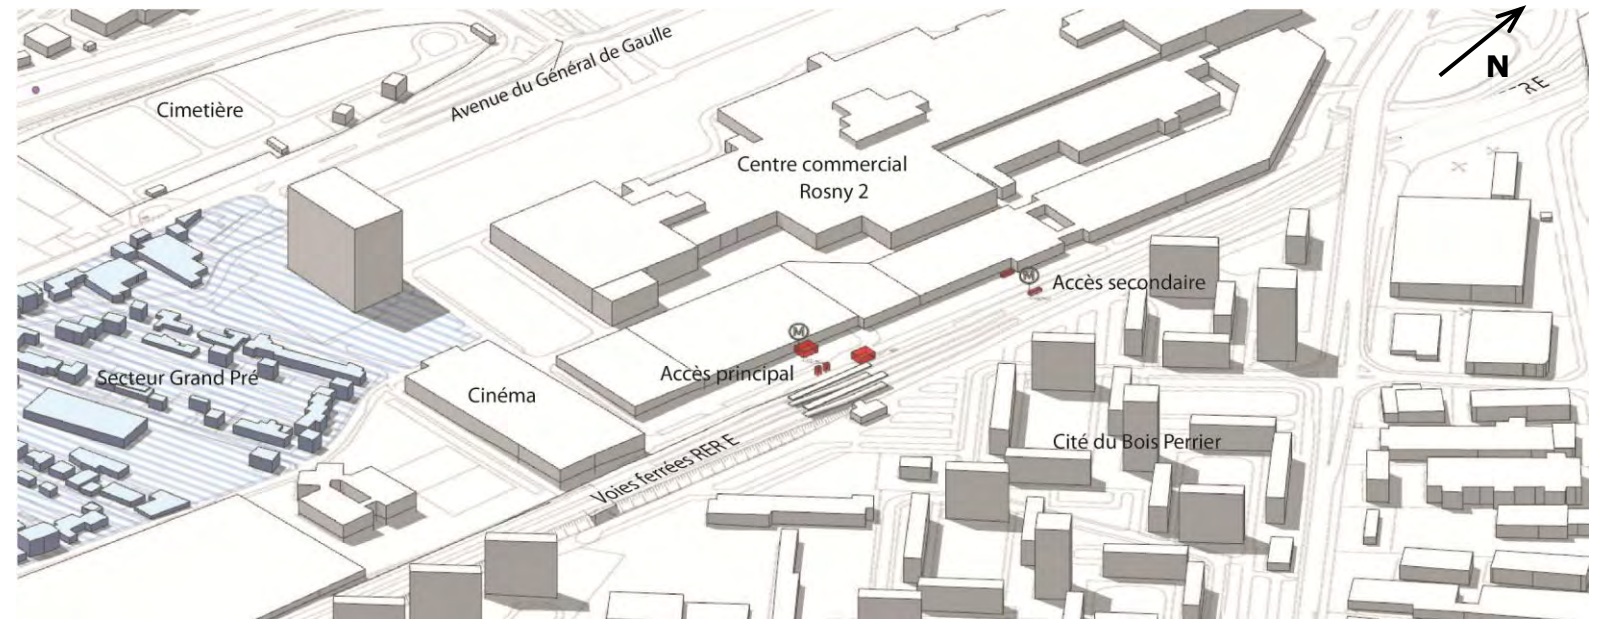 N
RER E
Avenue du Général de Gaulle
Cimetière
Centre commercial
Rosny 2
M
Accès secondaire
M
Accès principal
Secteur Grand Pré
Cinéma
Cité du Bois Perrier
Voies ferrées RER E